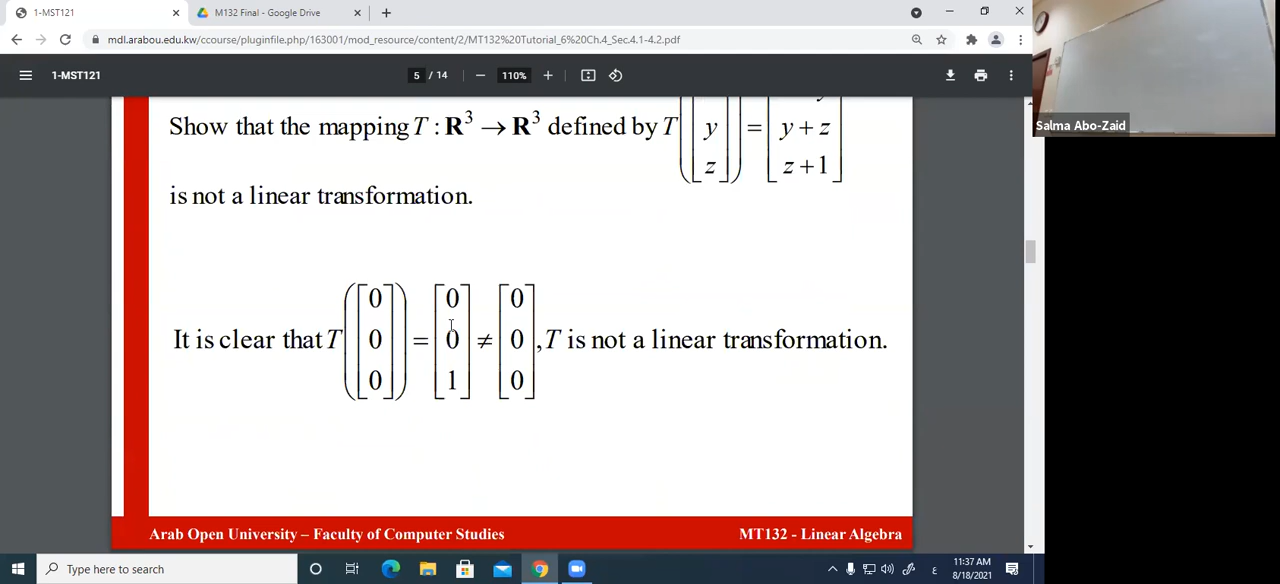 1-MST121
M132 Final - Google Drive
mdl.arabou.edu.kw/ccourse/pluginfile.php/163001/mod_resource/content/2/MT132%20Tutorial_6%20Ch.4_Sec.4.1-4.2.pdf
1-MST121
5 / 14
110%
Salma Abo-Zaid
Show that the mapping T : R³ → R³ defined by T([ y z ]) = [ y + z z + 1 ]
is not a linear transformation.
It is clear that T([ 0 0 0 ]) = [ 0 0 1 ] ≠ [ 0 0 0 ], T is not a linear transformation.
Arab Open University – Faculty of Computer Studies
MT132 - Linear Algebra
Type here to search
ع
11:37 AM
8/18/2021